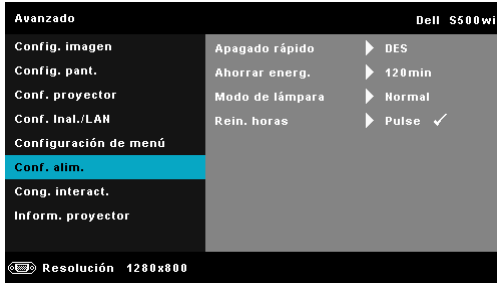 Avanzado Dell S500wi
Config. imagen
Config. pant.
Conf. proyector
Conf. Inal./LAN
Configuración de menú
Conf. alim.
Cong. interact.
Inform. proyector
Apagado rápido DES
Ahorrar energ. 120min
Modo de lámpara Normal
Rein. horas Pulse ✓
Resolución 1280x800